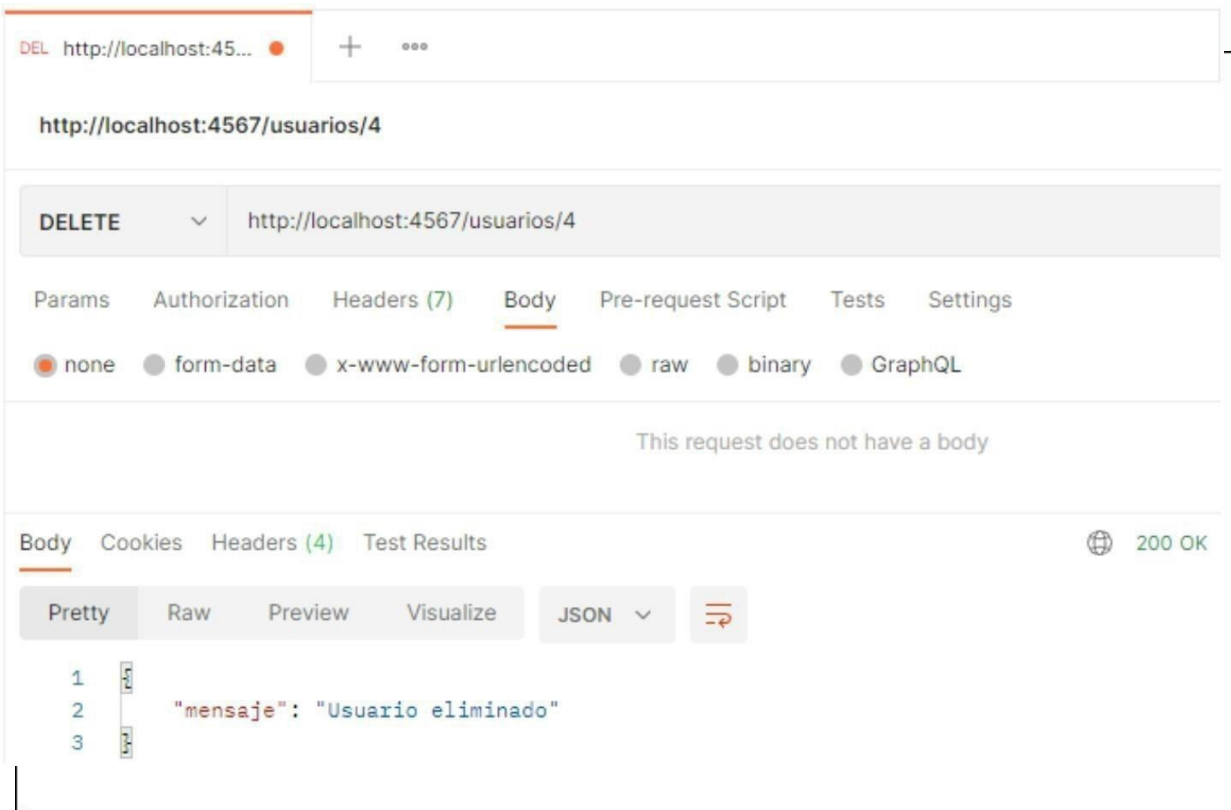 DEL http://localhost:45...
http://localhost:4567/usuarios/4
DELETE http://localhost:4567/usuarios/4
Params Authorization Headers (7) Body Pre-request Script Tests Settings
none form-data x-www-form-urlencoded raw binary GraphQL
This request does not have a body
Body Cookies Headers (4) Test Results 200 OK
Pretty Raw Preview Visualize JSON
1 {
2 "mensaje": "Usuario eliminado"
3 }